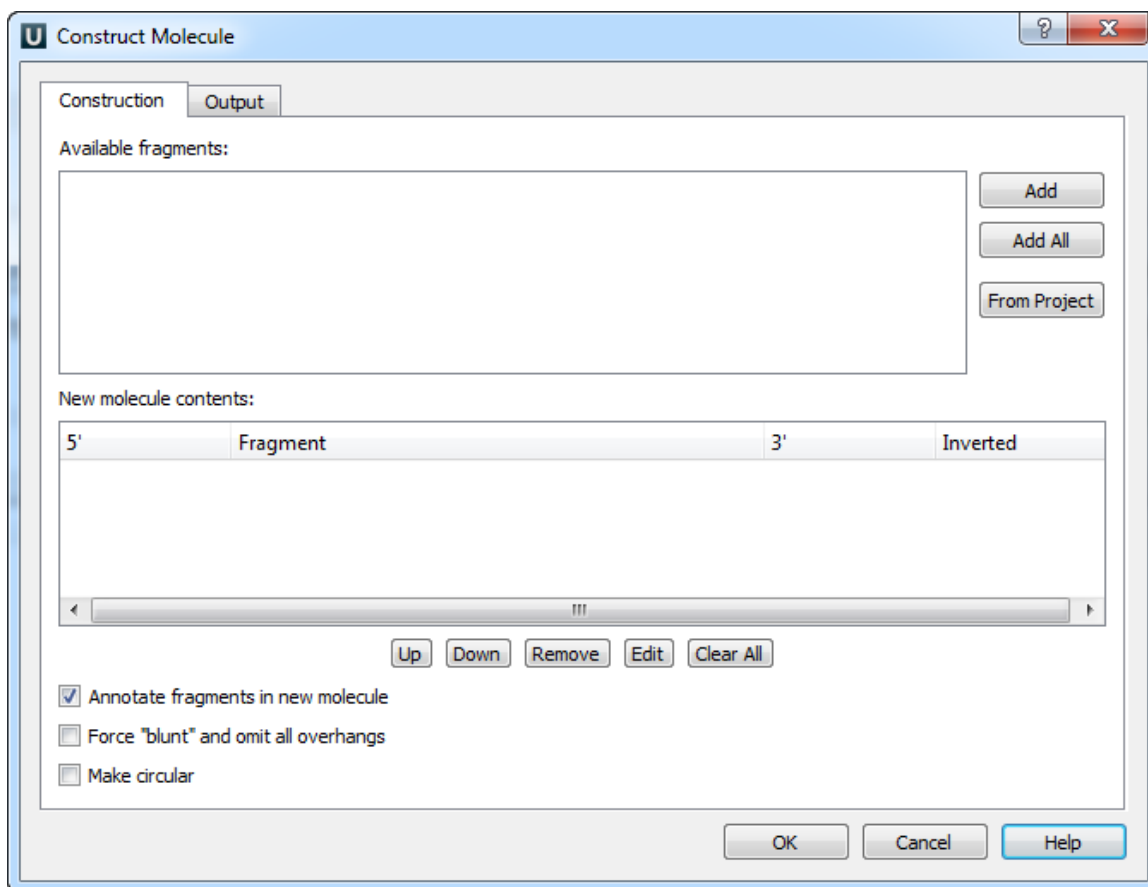 U Construct Molecule ? X
Construction Output
Available fragments:
Add
Add All
From Project
New molecule contents:
5' Fragment 3' Inverted
Up Down Remove Edit Clear All
Annotate fragments in new molecule
Force "blunt" and omit all overhangs
Make circular
OK Cancel Help